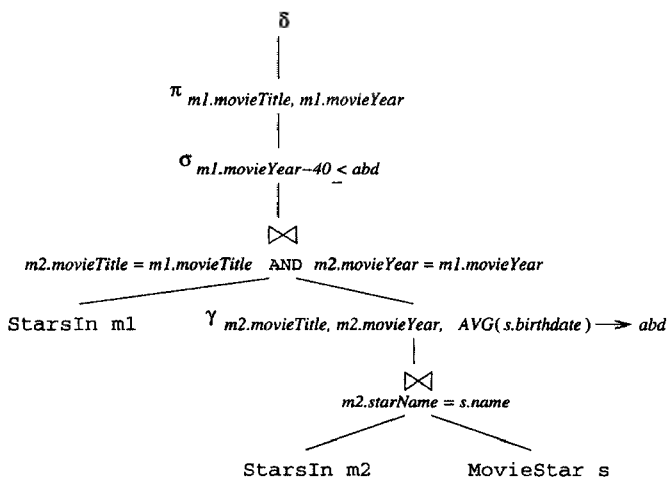 δ
π m1.movieTitle, m1.movieYear
σ m1.movieYear−40 ≤ abd
⋈
m2.movieTitle = m1.movieTitle AND m2.movieYear = m1.movieYear
StarsIn m1
γ m2.movieTitle, m2.movieYear, AVG(s.birthdate) → abd
⋈
m2.starName = s.name
StarsIn m2 MovieStar s